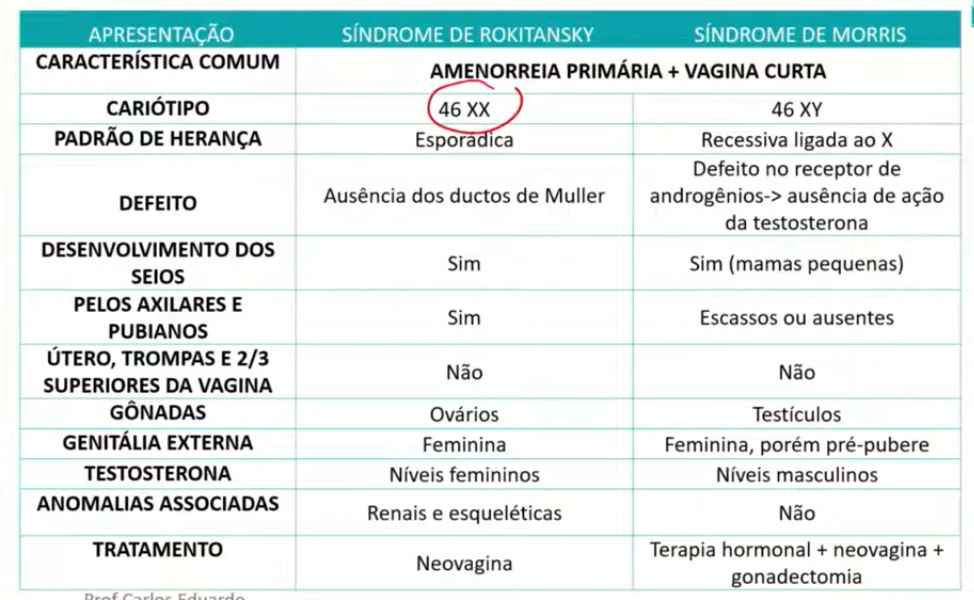 APRESENTAÇÃO SÍNDROME DE ROKITANSKY SÍNDROME DE MORRIS
CARACTERÍSTICA COMUM AMENORREIA PRIMÁRIA + VAGINA CURTA
CARIÓTIPO 46 XX 46 XY
PADRÃO DE HERANÇA Esporádica Recessiva ligada ao X
DEFEITO Ausência dos ductos de Muller Defeito no receptor de
androgênios-> ausência de ação
da testosterona
DESENVOLVIMENTO DOS
SEIOS Sim Sim (mamas pequenas)
PELOS AXILARES E
PUBIANOS Sim Escassos ou ausentes
ÚTERO, TROMPAS E 2/3
SUPERIORES DA VAGINA Não Não
GÔNADAS Ovários Testículos
GENITÁLIA EXTERNA Feminina Feminina, porém pré-pubere
TESTOSTERONA Níveis femininos Níveis masculinos
ANOMALIAS ASSOCIADAS Renais e esqueléticas Não
TRATAMENTO Neovagina Terapia hormonal + neovagina +
gonadectomia
Prof Carlos Eduardo